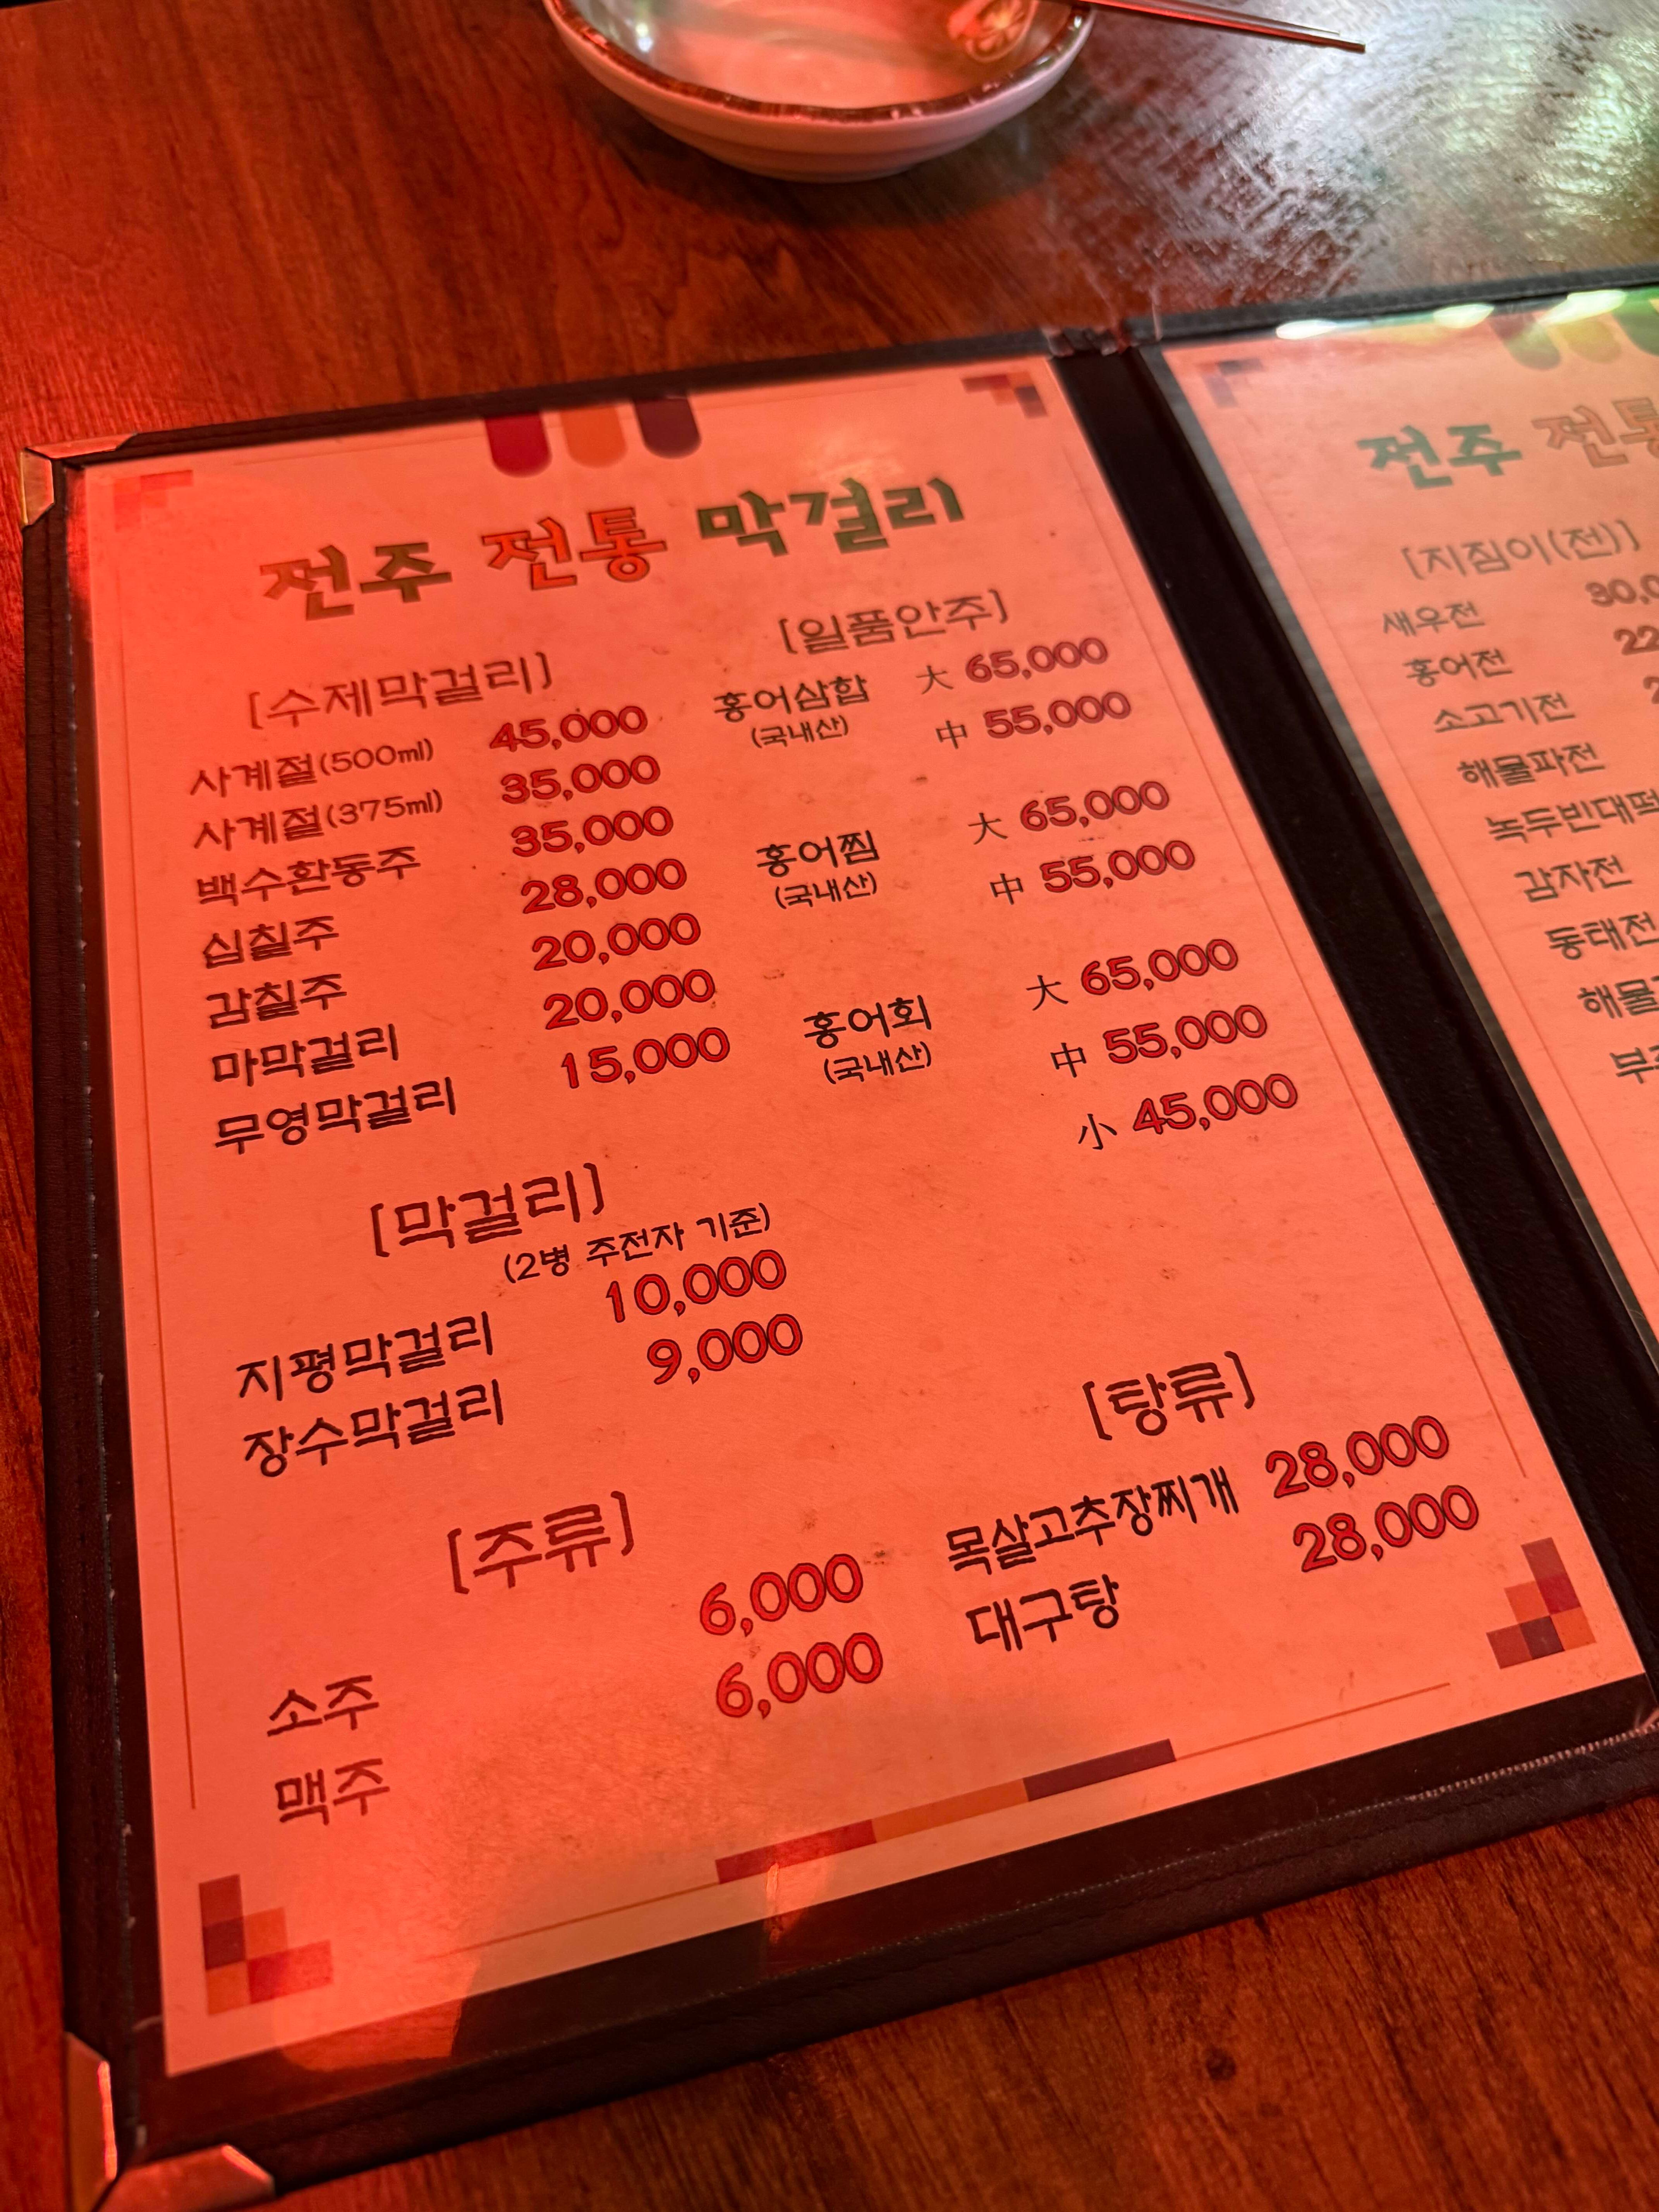 전주 전통 막걸리
[수제막걸리]
사계절(500ml) 45,000
사계절(375ml) 35,000
백수환동주 35,000
십칠주 28,000
감칠주 20,000
마막걸리 20,000
무영막걸리 15,000
[막걸리]
(2병 주전자 기준)
지평막걸리 10,000
장수막걸리 9,000
[주류]
소주 6,000
맥주 6,000
[일품안주]
홍어삼합 大 65,000
(국내산) 中 55,000
홍어찜 大 65,000
(국내산) 中 55,000
홍어회 大 65,000
(국내산) 中 55,000
小 45,000
[탕류]
목살고추장찌개 28,000
대구탕 28,000
전주
[지짐이(전)]
새우전
홍어전
소고기전
해물파전
녹두빈대떡
감자전
동태전